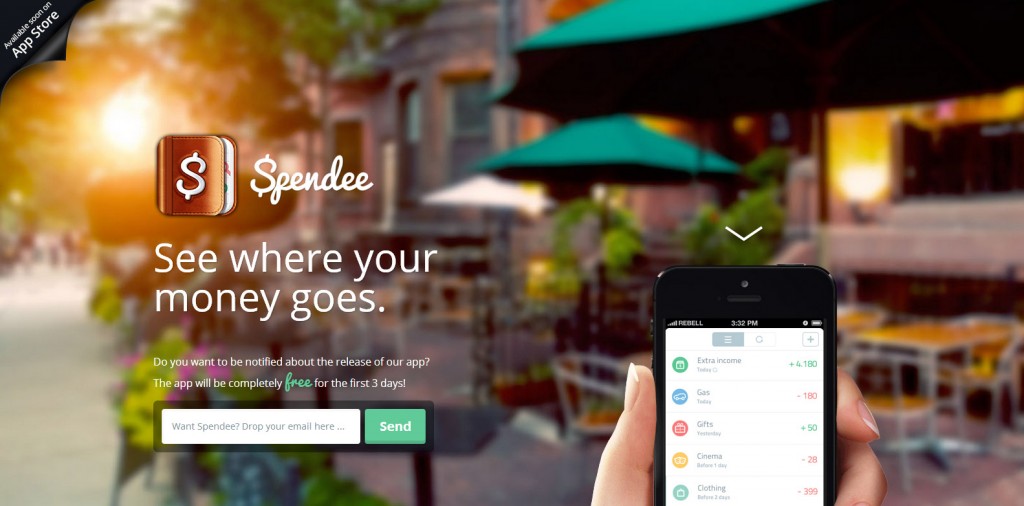 Available soon on
App Store
$
Spendee
See where your
money goes.
Do you want to be notified about the release of our app?
The app will be completely free for the first 3 days!
Want Spendee? Drop your email here ...
Send
REBELL
3:32 PM
Extra income
Today
+ 4.180
Gas
Today
- 180
Gifts
Yesterday
+ 50
Cinema
Before 1 day
- 28
Clothing
Before 2 days
- 399